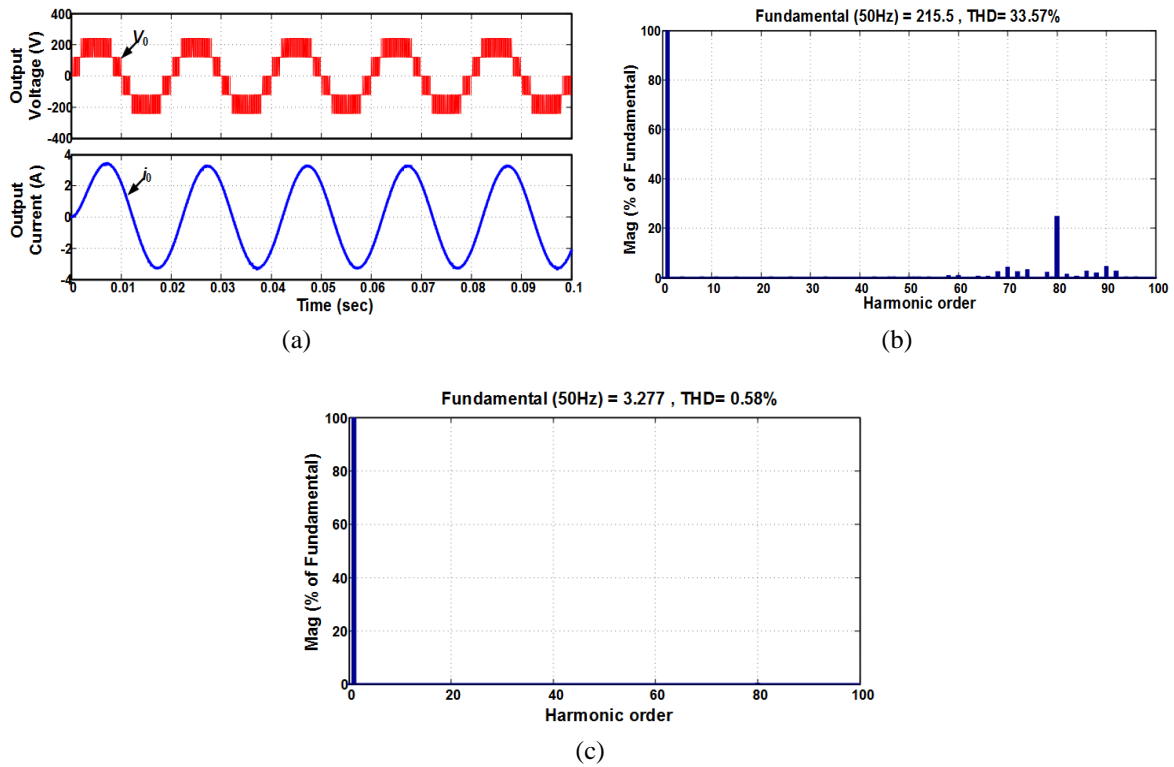 Output
Voltage (V)
400
200
0
-200
-400
V0
Output
Current (A)
4
2
0
-2
-4
i0
0 0.01 0.02 0.03 0.04 0.05 0.06 0.07 0.08 0.09 0.1
Time (sec)
(a)
Fundamental (50Hz) = 215.5 , THD= 33.57%
Mag (% of Fundamental)
100
80
60
40
20
0
0 10 20 30 40 50 60 70 80 90 100
Harmonic order
(b)
Fundamental (50Hz) = 3.277 , THD= 0.58%
Mag (% of Fundamental)
100
80
60
40
20
0
0 20 40 60 80 100
Harmonic order
(c)